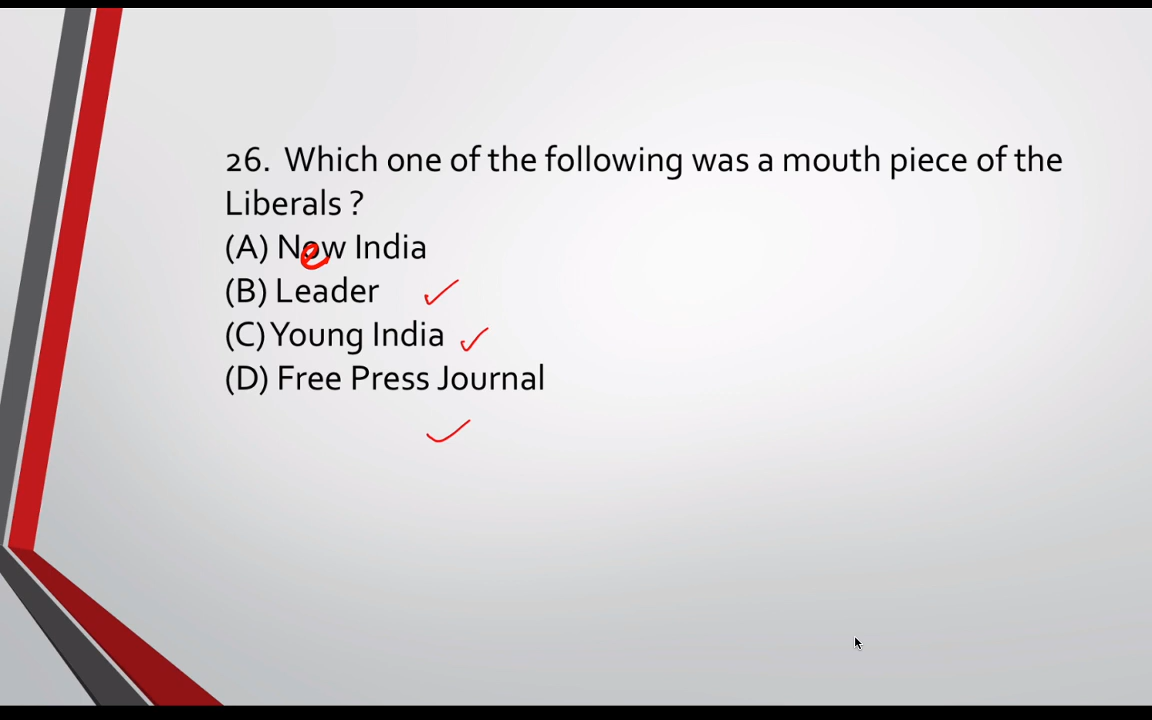 26. Which one of the following was a mouth piece of the
Liberals ?
(A) New India
(B) Leader
(C) Young India
(D) Free Press Journal